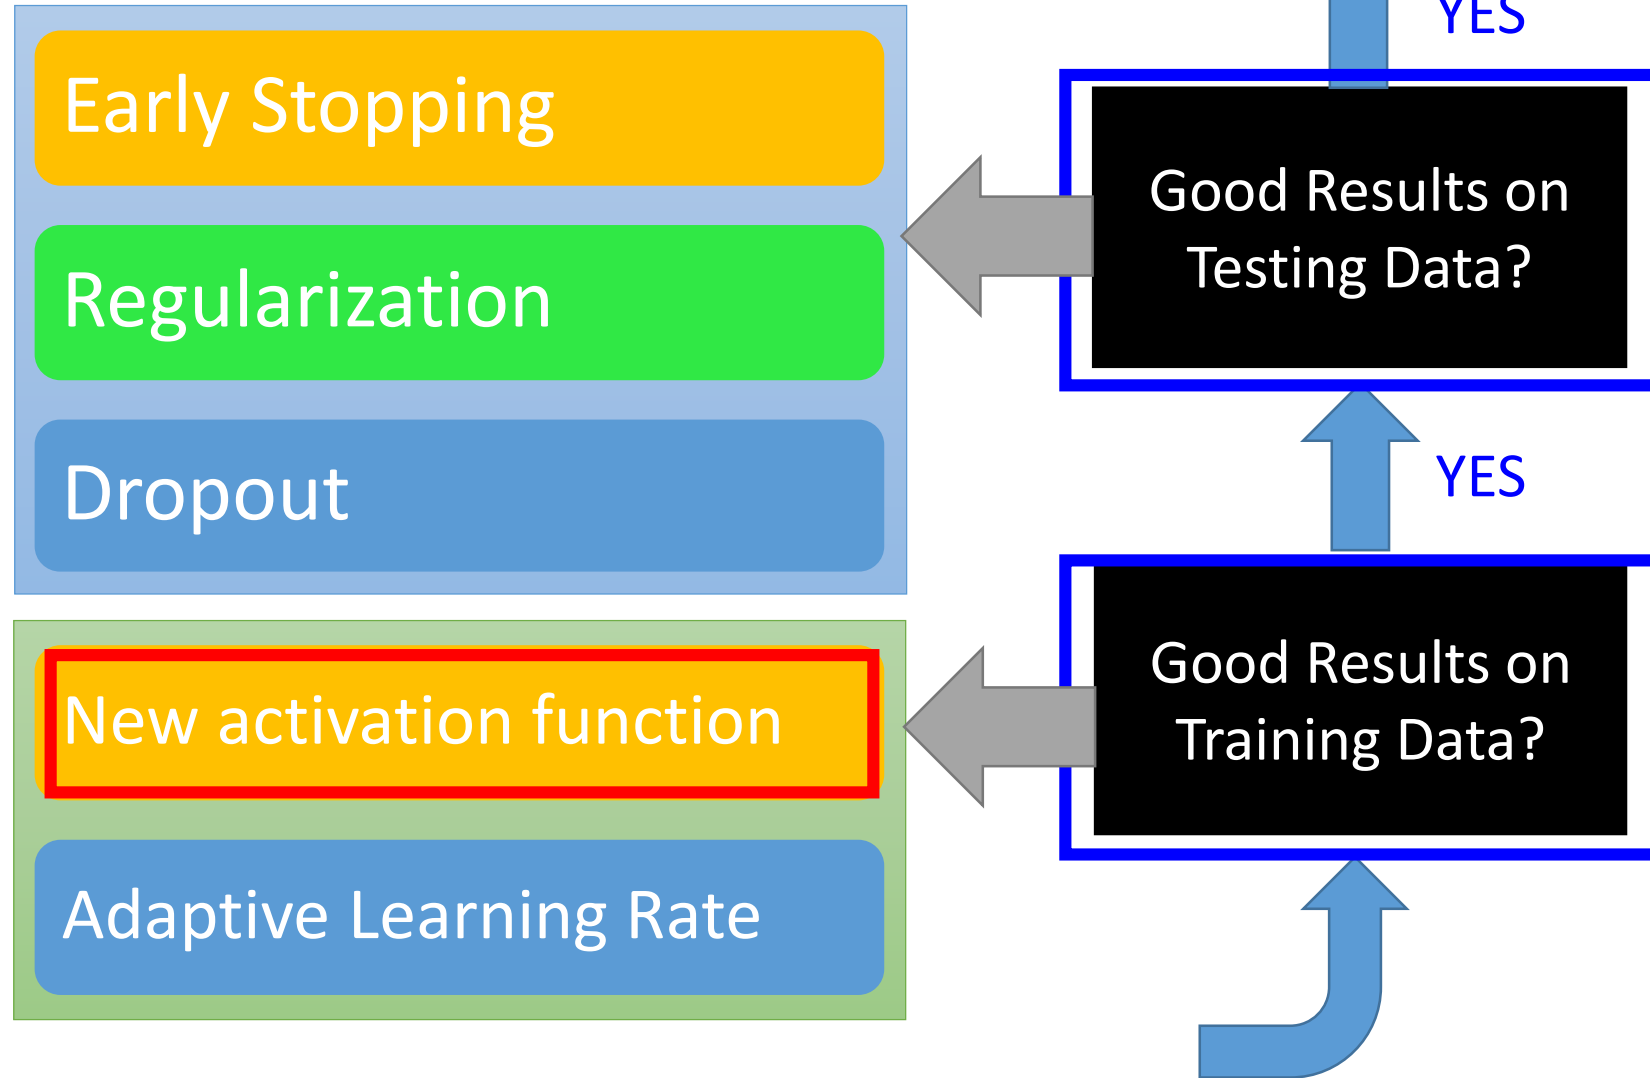 YES
Early Stopping
Good Results on
Testing Data?
Regularization
Dropout
YES
New activation function
Good Results on
Training Data?
Adaptive Learning Rate